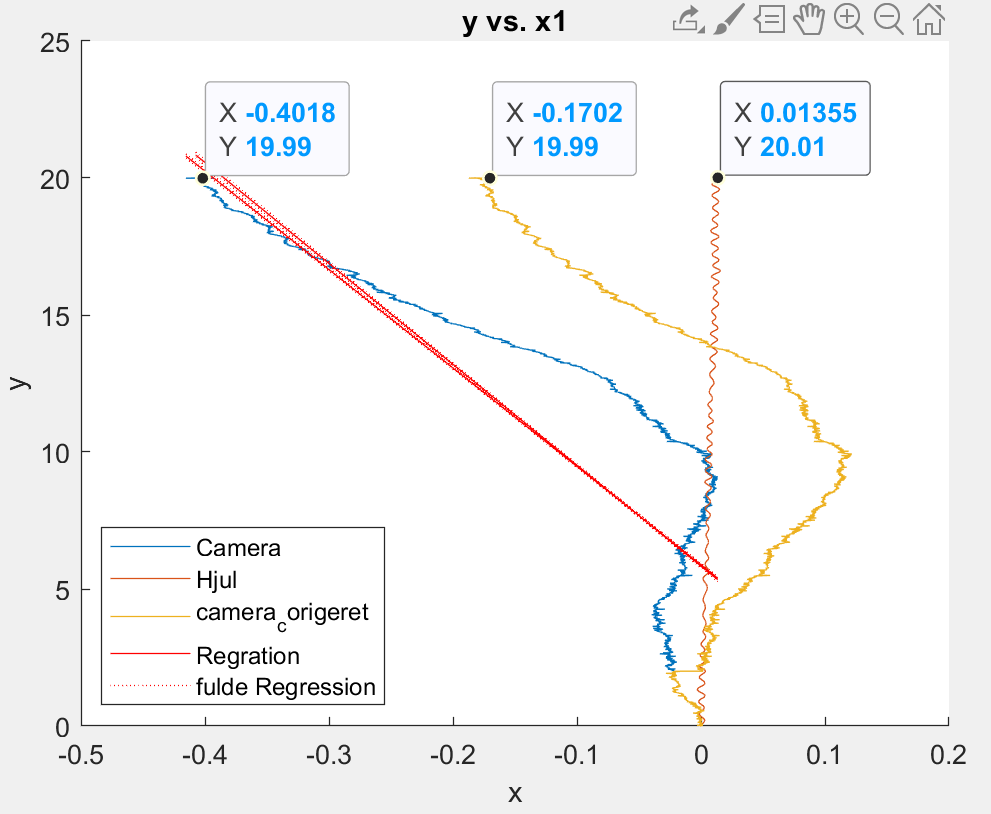 y vs. x1
25
20
15
10
5
0
y
X -0.4018
Y 19.99
X -0.1702
Y 19.99
X 0.01355
Y 20.01
Camera
Hjul
camera_corigeret
Regration
fulde Regression
-0.5 -0.4 -0.3 -0.2 -0.1 0 0.1 0.2
x